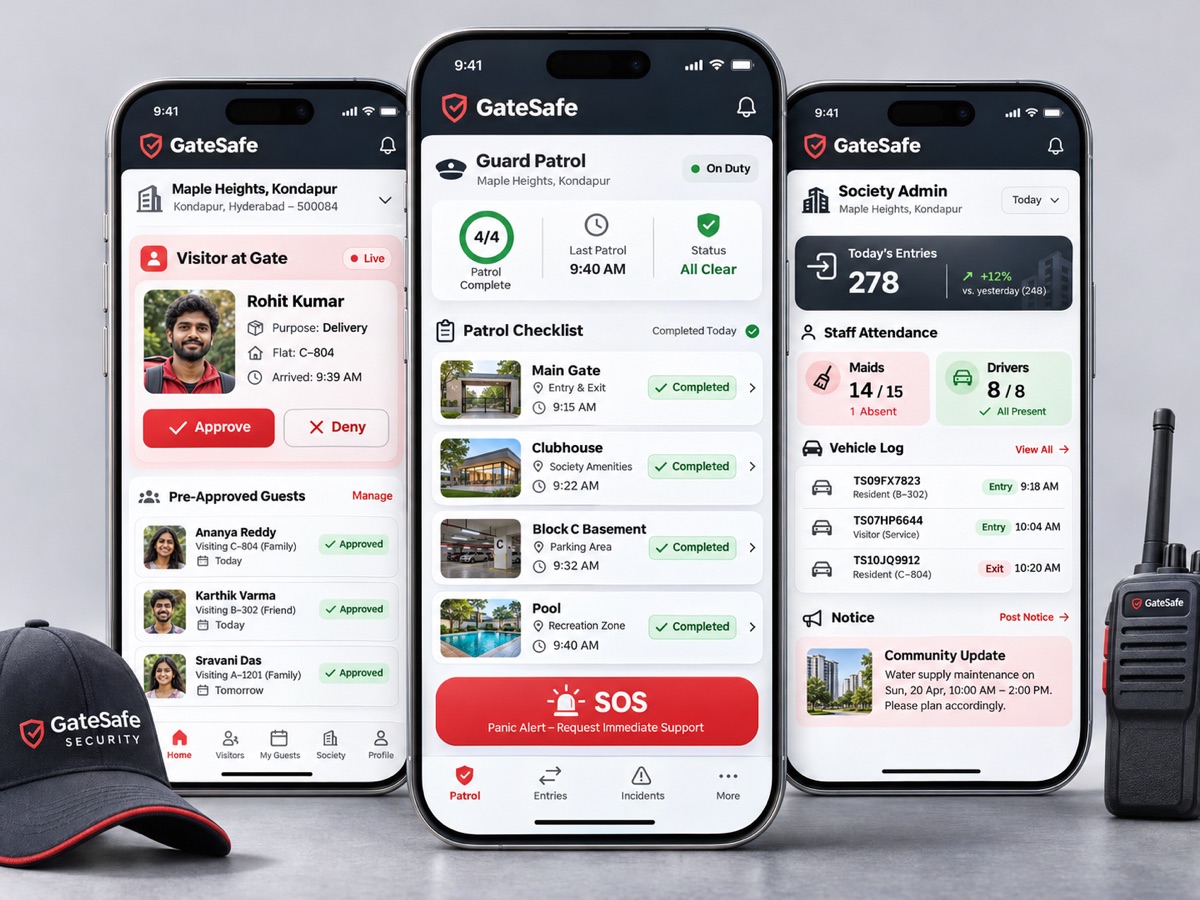 9:41
GateSafe
Maple Heights, Kondapur
Kondapur, Hyderabad – 500084
Visitor at Gate
Live
Rohit Kumar
Purpose: Delivery
Flat: C-804
Arrived: 9:39 AM
Approve
Deny
Pre-Approved Guests
Manage
Ananya Reddy
Visiting C-804 (Family)
Today
Approved
Karthik Varma
Visiting B-302 (Friend)
Today
Approved
Sravani Das
Visiting A-1201 (Family)
Tomorrow
Approved
Home
Visitors
My Guests
Society
Profile
9:41
GateSafe
Guard Patrol
Maple Heights, Kondapur
On Duty
4/4
Patrol
Complete
Last Patrol
9:40 AM
Status
All Clear
Patrol Checklist
Completed Today
Main Gate
Entry & Exit
9:15 AM
Completed
Clubhouse
Society Amenities
9:22 AM
Completed
C
Block C Basement
Parking Area
9:32 AM
Completed
Pool
Recreation Zone
9:40 AM
Completed
SOS
Panic Alert – Request Immediate Support
Patrol
Entries
Incidents
More
9:41
GateSafe
Society Admin
Maple Heights, Kondapur
Today
Today's Entries
278
+12%
vs. yesterday (248)
Staff Attendance
Maids
14 / 15
1 Absent
Drivers
8 / 8
All Present
Vehicle Log
View All →
TS09FX7823
Resident (B-302)
Entry
9:18 AM
TS07HP6644
Visitor (Service)
Entry
10:04 AM
TS10JQ9912
Resident (C-804)
Exit
10:20 AM
Notice
Post Notice →
Community Update
Water supply maintenance on
Sun, 20 Apr, 10:00 AM – 2:00 PM.
Please plan accordingly.
GateSafe
SECURITY
GateSafe